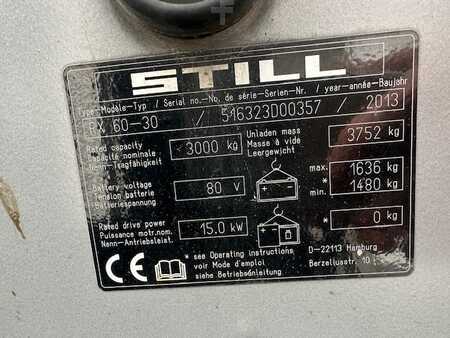 STILL
Type-Modèle-Typ / Serial no.-No. de série-Serien-Nr. / year-année-Baujahr
RX 60-30 / 516323D00357 / 2013
Rated capacity
Capacité nominale
Nenn-Tragfähigkeit
3000 kg
Unladen mass
Masse à vide
Leergewicht
3752 kg
Battery voltage
Tension batterie
Batteriespannung
80 V
max. 1636 kg
* min. 1480 kg
Rated drive power
Puissance motr.nom.
Nenn-Antriebsleist.
15.0 kW
* 0 kg
* see Operating instructions
voir Mode d'emploi
siehe Betriebsanleitung
D-22113 Hamburg
Berzeliusstr. 10
CE